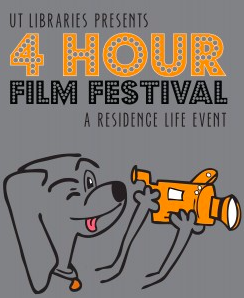 UT LIBRARIES PRESENTS
4 HOUR
FILM FESTIVAL
A RESIDENCE LIFE EVENT